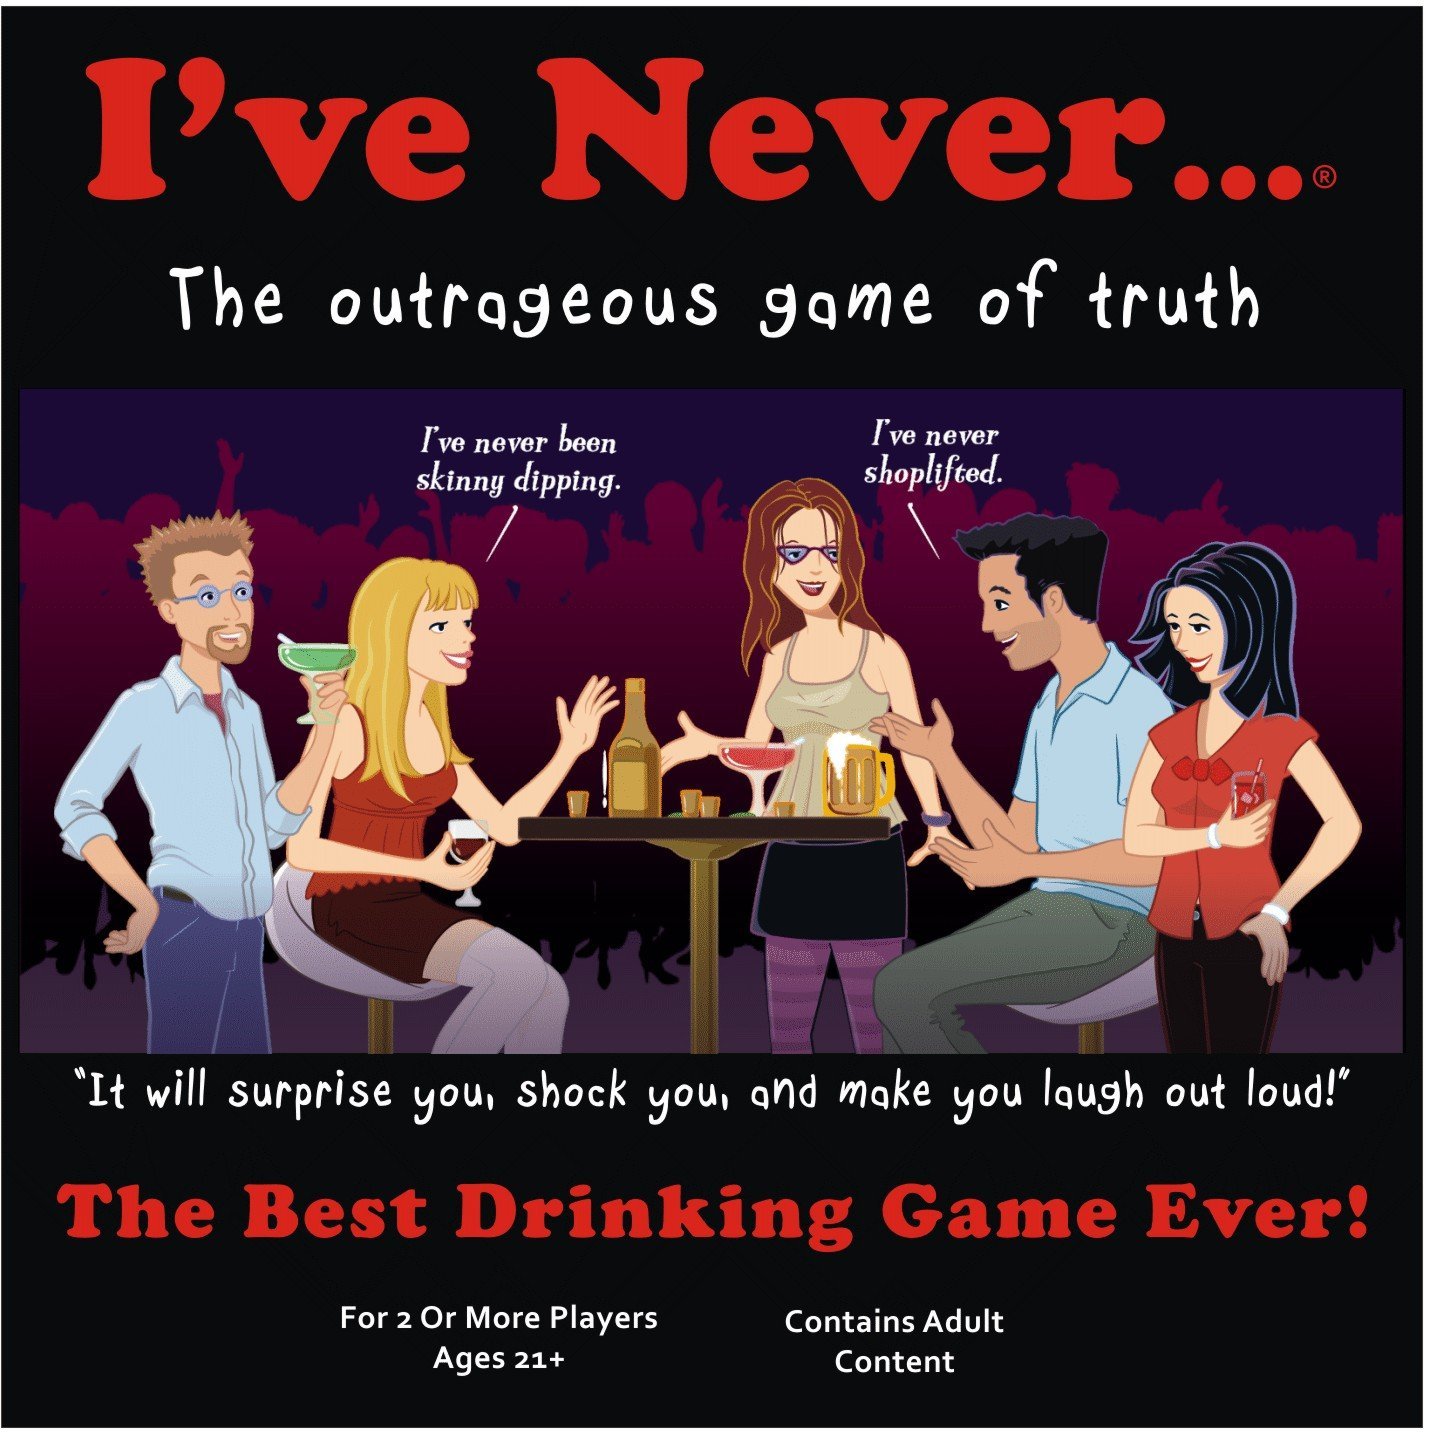 I've Never...®
The outrageous game of truth
I've never been
skinny dipping.
I've never
shoplifted.
"It will surprise you, shock you, and make you laugh out loud!"
The Best Drinking Game Ever!
For 2 Or More Players
Ages 21+
Contains Adult
Content